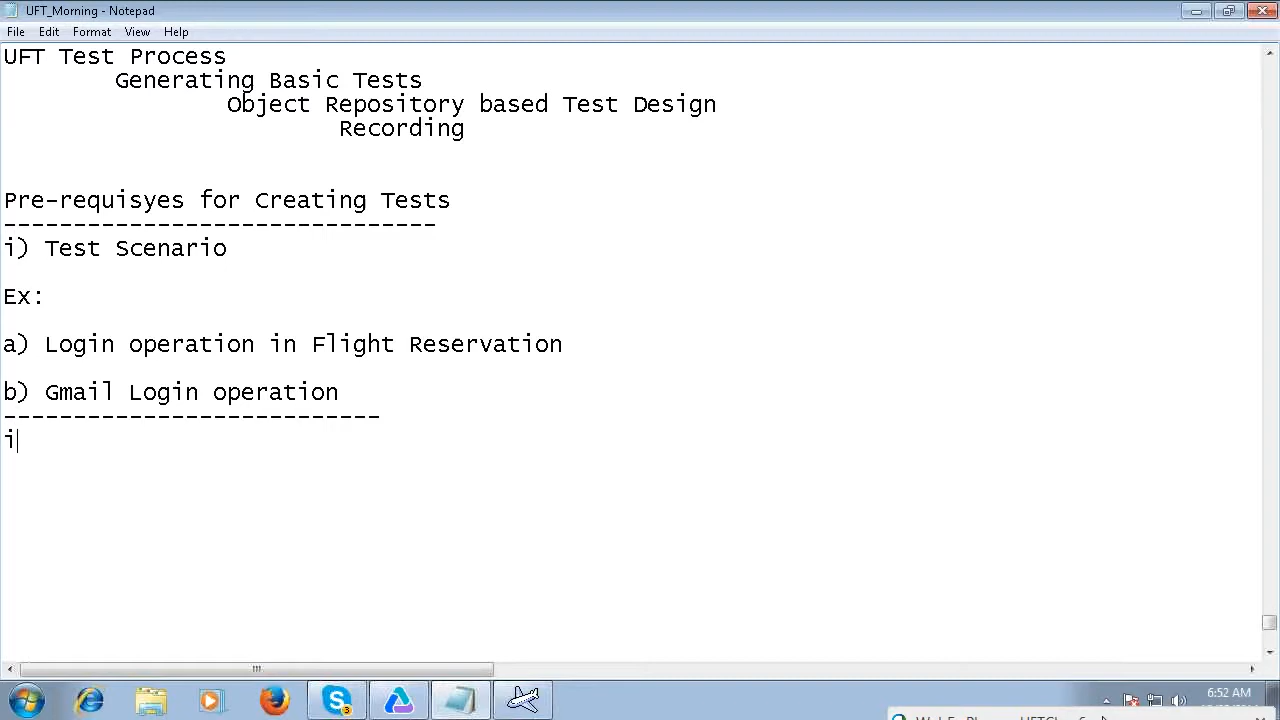 UFT_Morning - Notepad
File Edit Format View Help
UFT Test Process
Generating Basic Tests
Object Repository based Test Design
Recording
Pre-requisyes for Creating Tests
-------------------------------
i) Test Scenario
Ex:
a) Login operation in Flight Reservation
b) Gmail Login operation
---------------------------
i
3
6:52 AM